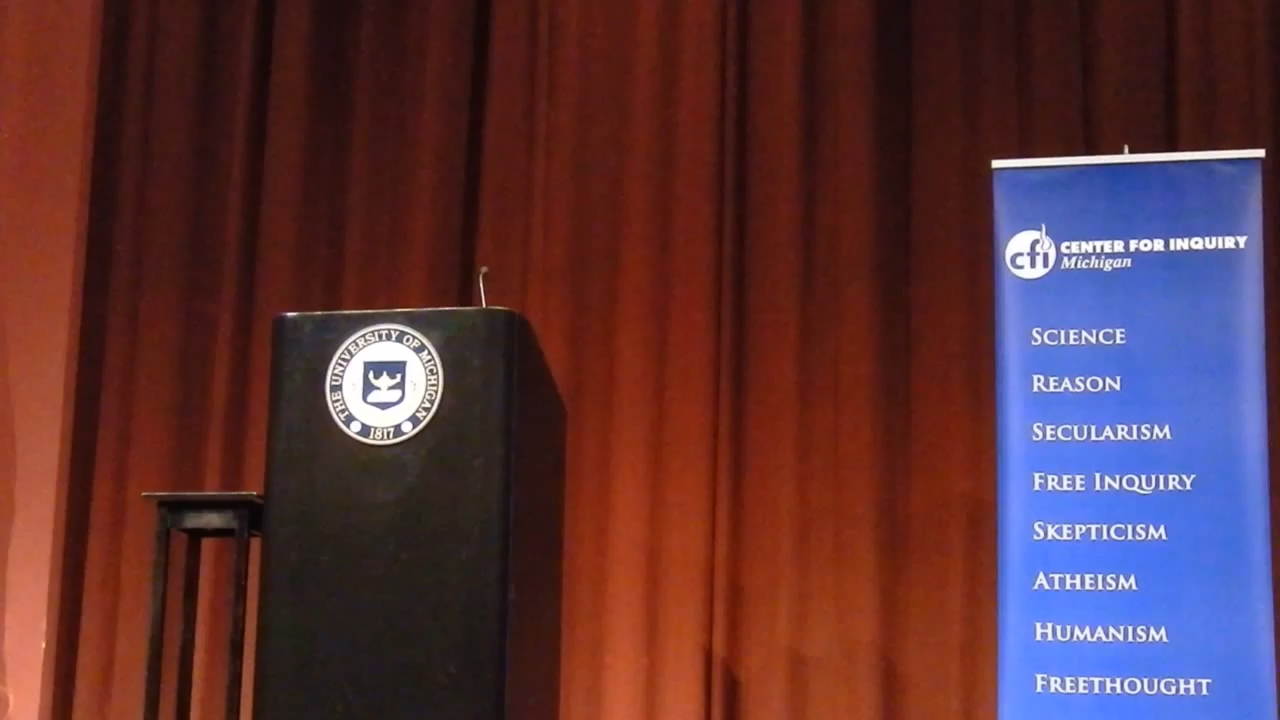 THE UNIVERSITY OF MICHIGAN
1817
cfi CENTER FOR INQUIRY
Michigan
SCIENCE
REASON
SECULARISM
FREE INQUIRY
SKEPTICISM
ATHEISM
HUMANISM
FREETHOUGHT